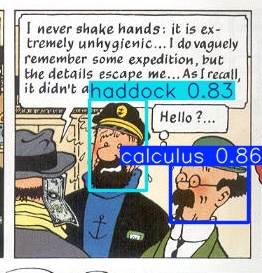 I never shake hands: it is ex-
tremely unhygienic... I do vaguely
remember some expedition, but
the details escape me... As I recall,
it didn't a
haddock 0.83
Hello ?...
calculus 0.86